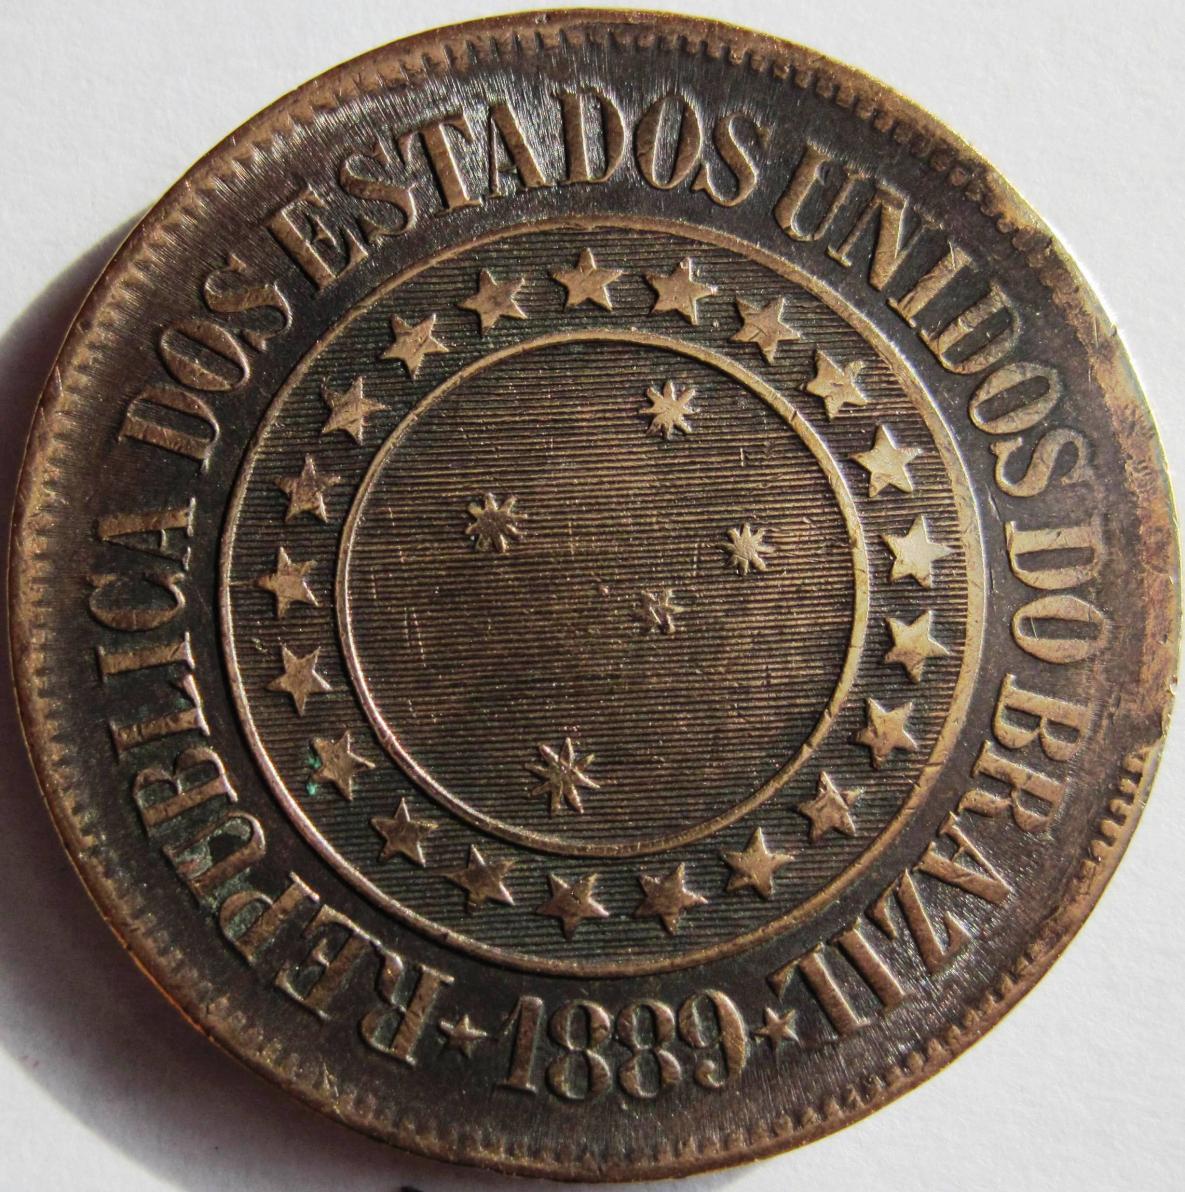 REPUBLICA DOS ESTADOS UNIDOS DO BRAZIL
1889